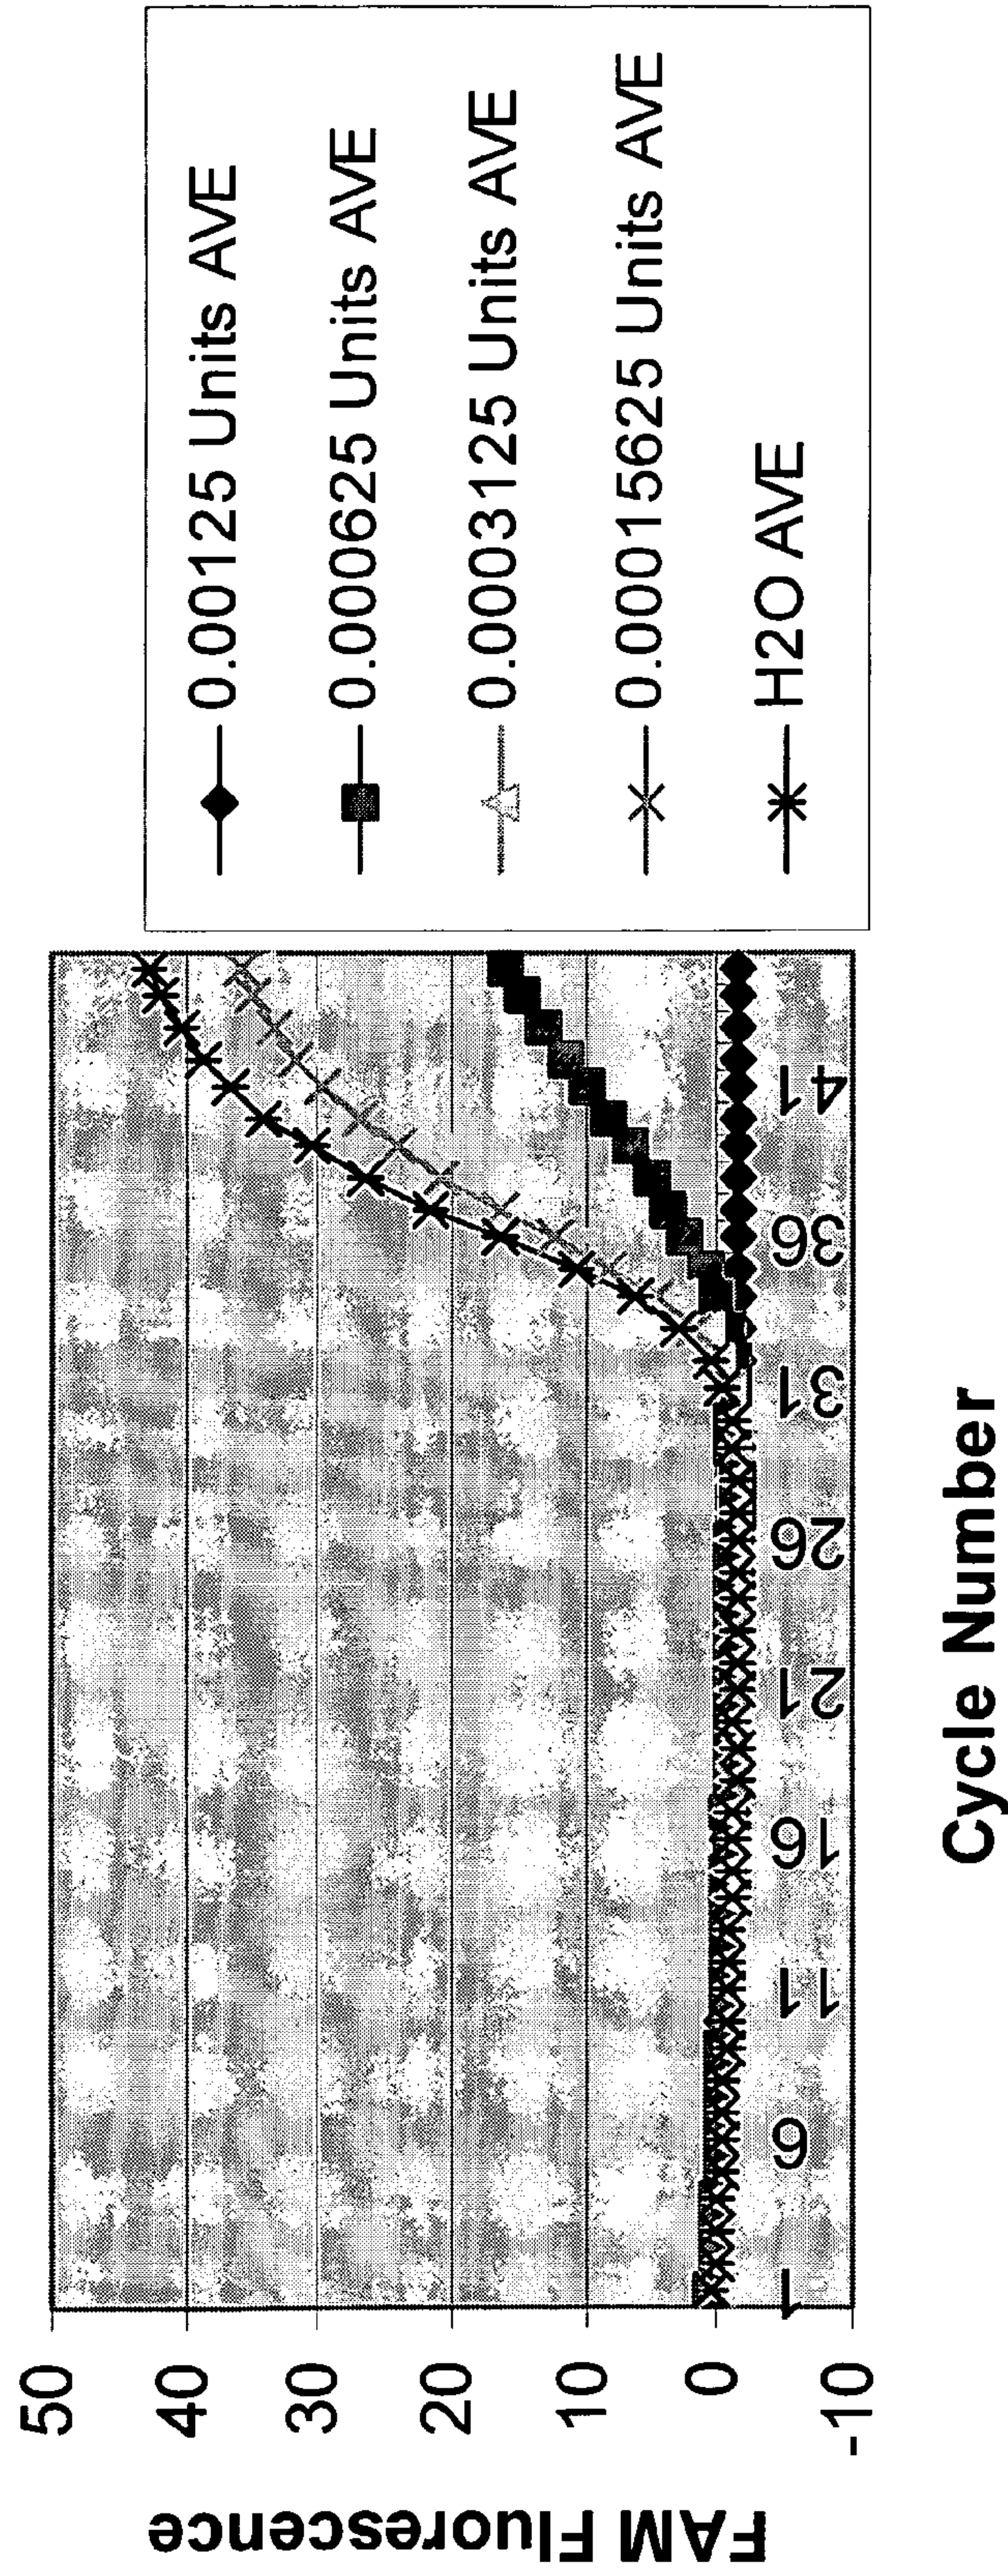 FAM Fluorescence
50
40
30
20
10
0
-10
1
6
11
16
21
26
31
36
41
Cycle Number
0.00125 Units AVE
0.000625 Units AVE
0.0003125 Units AVE
0.00015625 Units AVE
H2O AVE